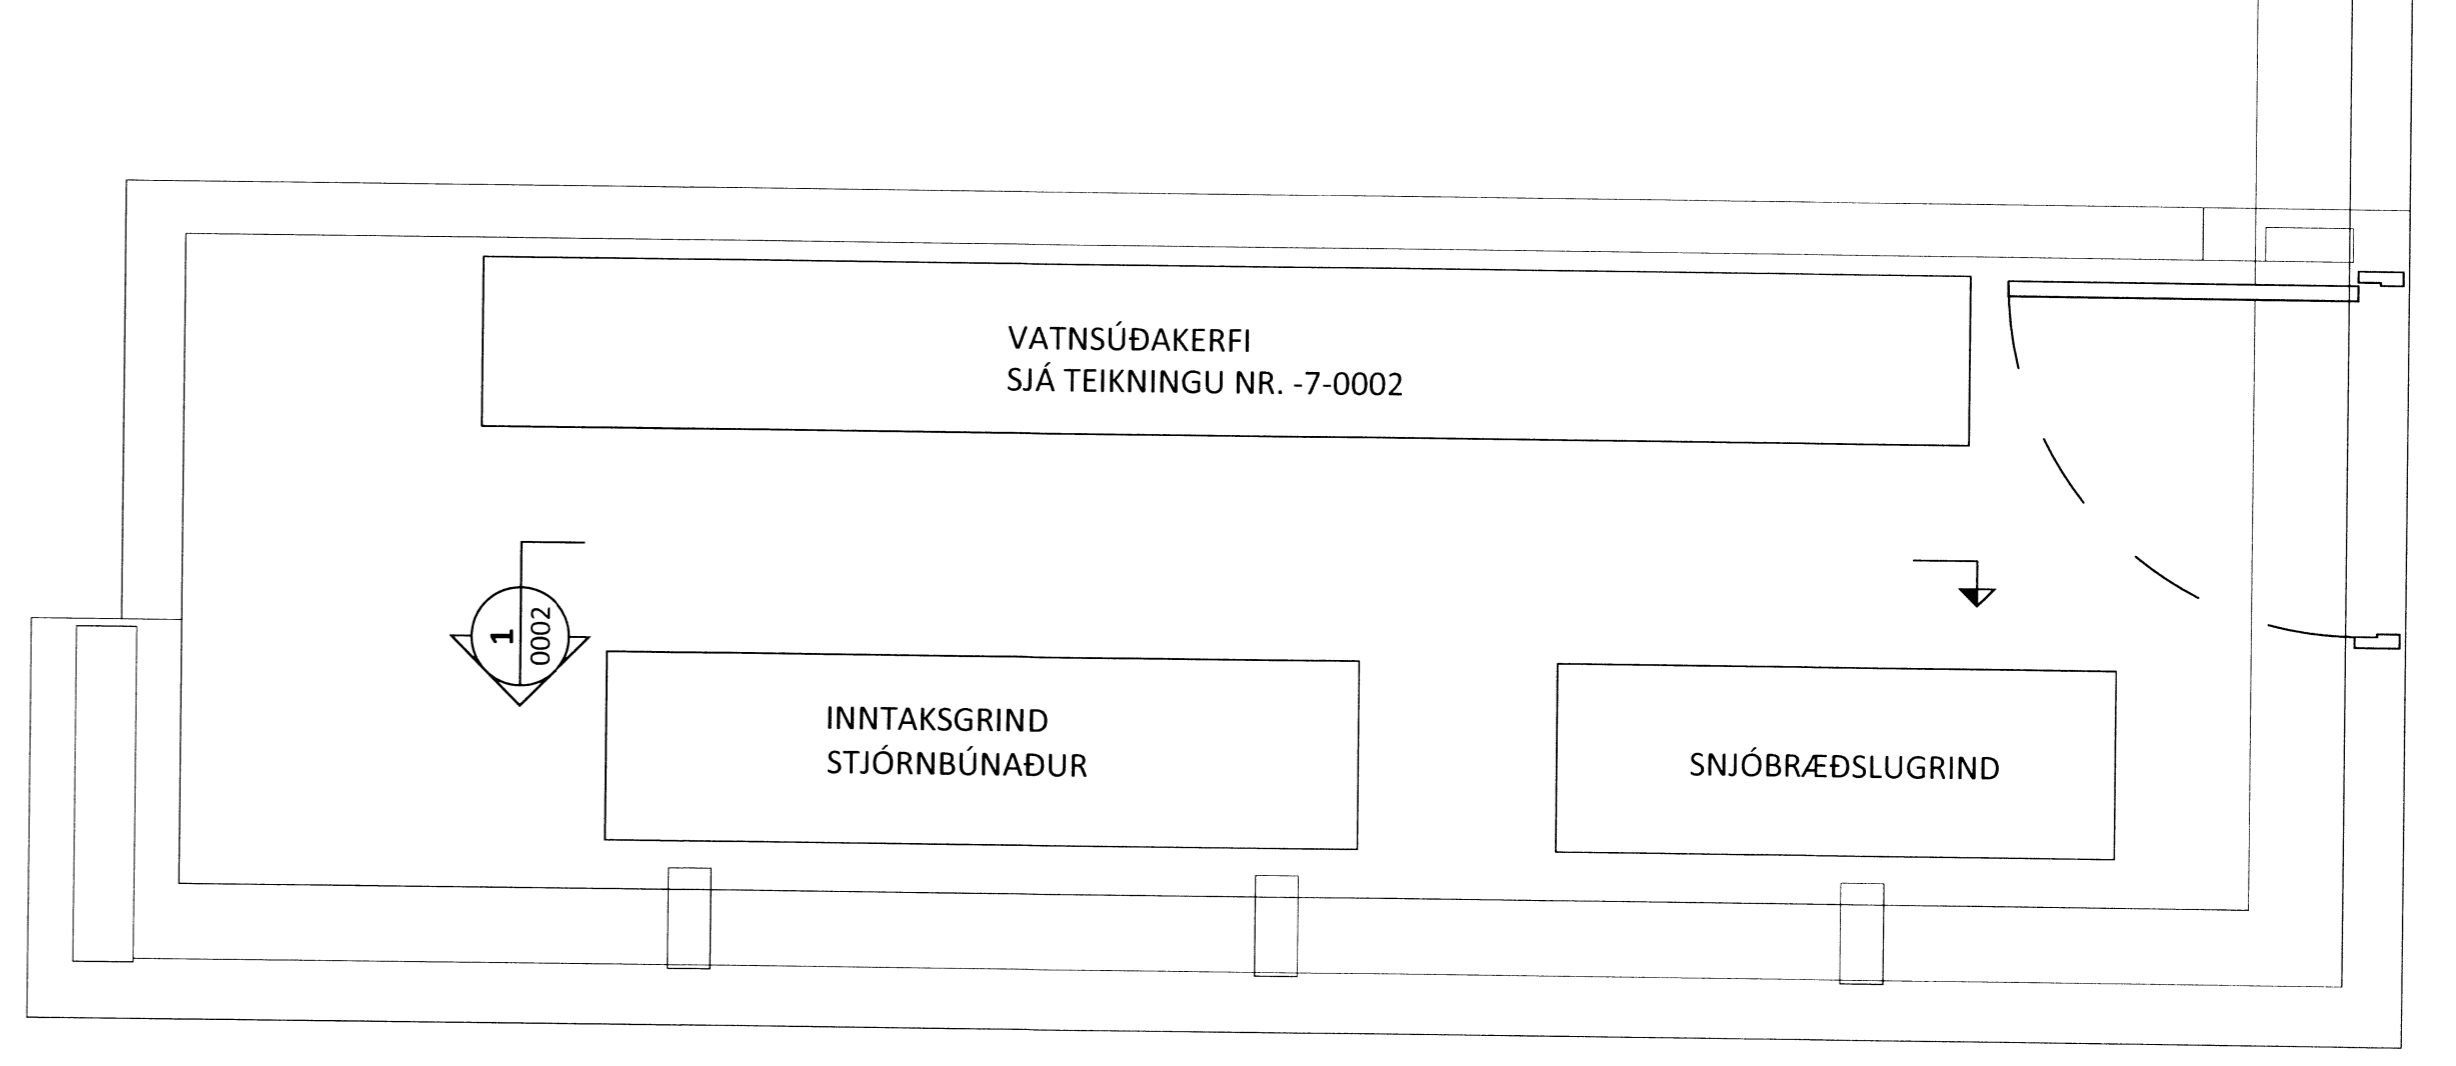 VATNSÚÐAKERFI
SJÁ TEIKNINGU NR. -7-0002
1
0002
INNTAKSGRIND
STJÓRNBÚNAÐUR
SNJÓBRÆÐSLUGRIND